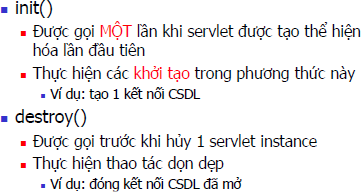 init()
Được gọi MỘT lần khi servlet được tạo thể hiện
hóa lần đầu tiên
Thực hiện các khởi tạo trong phương thức này
Ví dụ: tạo 1 kết nối CSDL
destroy()
Được gọi trước khi hủy 1 servlet instance
Thực hiện thao tác dọn dẹp
Ví dụ: đóng kết nối CSDL đã mở